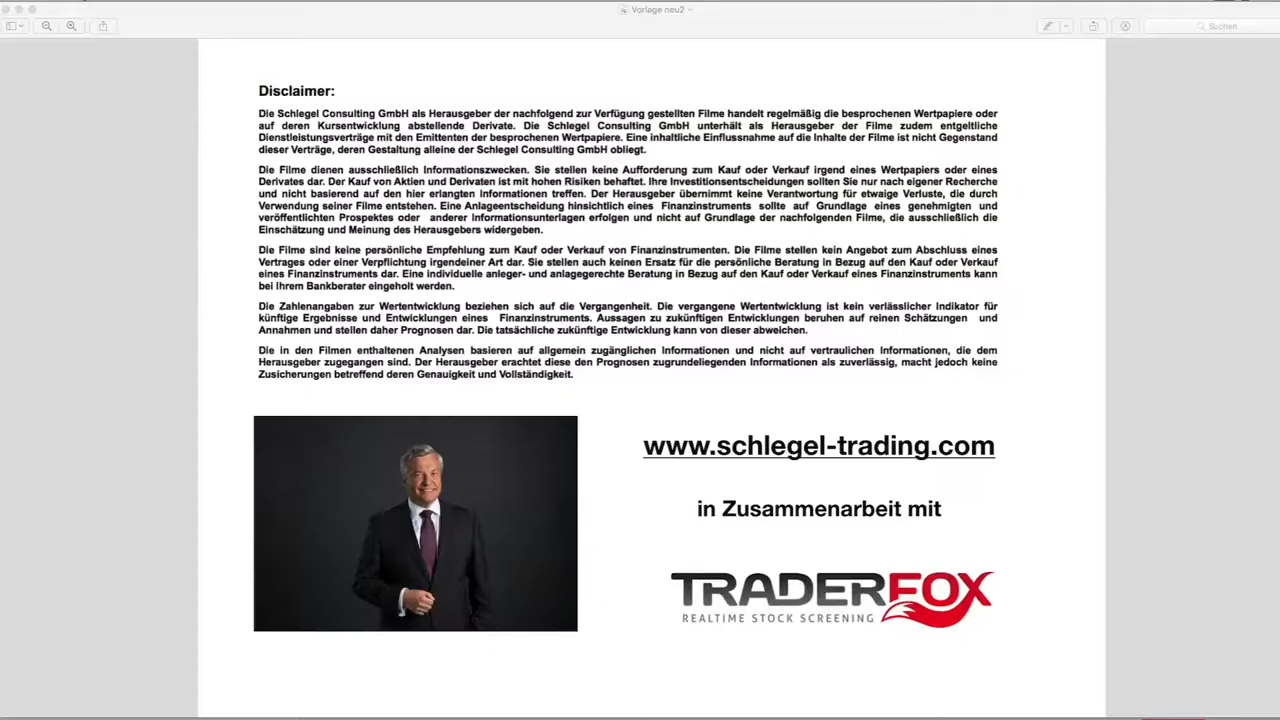 Vorlage neu2
Suchen
Disclaimer:
Die Schlegel Consulting GmbH als Herausgeber der nachfolgend zur Verfügung gestellten Filme handelt regelmäßig die besprochenen Wertpapiere oder
auf deren Kursentwicklung abstellende Derivate. Die Schlegel Consulting GmbH unterhält als Herausgeber der Filme zudem entgeltliche
Dienstleistungsverträge mit den Emittenten der besprochenen Wertpapiere. Eine inhaltliche Einflussnahme auf die Inhalte der Filme ist nicht Gegenstand
dieser Verträge, deren Gestaltung alleine der Schlegel Consulting GmbH obliegt.
Die Filme dienen ausschließlich Informationszwecken. Sie stellen keine Aufforderung zum Kauf oder Verkauf irgend eines Wertpapiers oder eines
Derivates dar. Der Kauf von Aktien und Derivaten ist mit hohen Risiken behaftet. Ihre Investitionsentscheidungen sollten Sie nur nach eigener Recherche
und nicht basierend auf den hier erlangten Informationen treffen. Der Herausgeber übernimmt keine Verantwortung für etwaige Verluste, die durch
Verwendung seiner Filme entstehen. Eine Anlageentscheidung hinsichtlich eines Finanzinstruments sollte auf Grundlage eines genehmigten und
veröffentlichten Prospektes oder anderer Informationsunterlagen erfolgen und nicht auf Grundlage der nachfolgenden Filme, die ausschließlich die
Einschätzung und Meinung des Herausgebers widergeben.
Die Filme sind keine persönliche Empfehlung zum Kauf oder Verkauf von Finanzinstrumenten. Die Filme stellen kein Angebot zum Abschluss eines
Vertrages oder einer Verpflichtung irgendeiner Art dar. Sie stellen auch keinen Ersatz für die persönliche Beratung in Bezug auf den Kauf oder Verkauf
eines Finanzinstruments dar. Eine individuelle anleger- und anlagegerechte Beratung in Bezug auf den Kauf oder Verkauf eines Finanzinstruments kann
bei Ihrem Bankberater eingeholt werden.
Die Zahlenangaben zur Wertentwicklung beziehen sich auf die Vergangenheit. Die vergangene Wertentwicklung ist kein verlässlicher Indikator für
künftige Ergebnisse und Entwicklungen eines Finanzinstruments. Aussagen zu zukünftigen Entwicklungen beruhen auf reinen Schätzungen und
Annahmen und stellen daher Prognosen dar. Die tatsächliche zukünftige Entwicklung kann von dieser abweichen.
Die in den Filmen enthaltenen Analysen basieren auf allgemein zugänglichen Informationen und nicht auf vertraulichen Informationen, die dem
Herausgeber zugegangen sind. Der Herausgeber erachtet diese den Prognosen zugrundeliegenden Informationen als zuverlässig, macht jedoch keine
Zusicherungen betreffend deren Genauigkeit und Vollständigkeit.
www.schlegel-trading.com
in Zusammenarbeit mit
TRADERFOX
REALTIME STOCK SCREENING